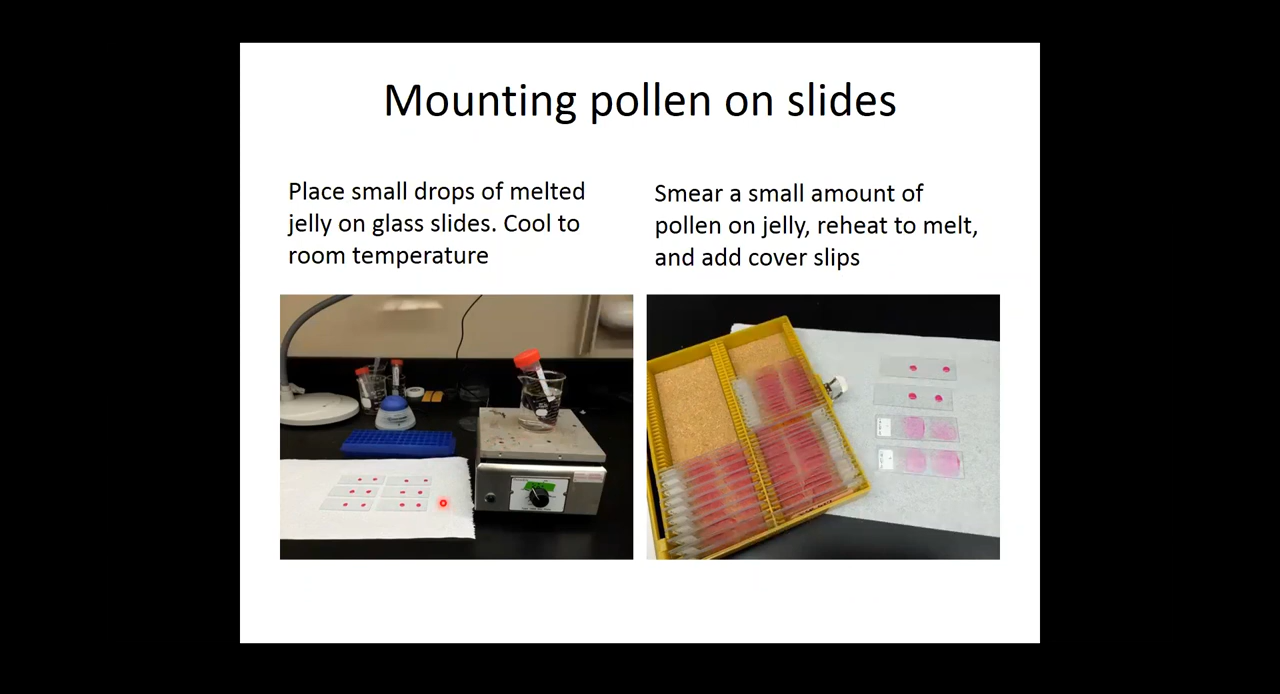 Mounting pollen on slides
Place small drops of melted
jelly on glass slides. Cool to
room temperature
Smear a small amount of
pollen on jelly, reheat to melt,
and add cover slips